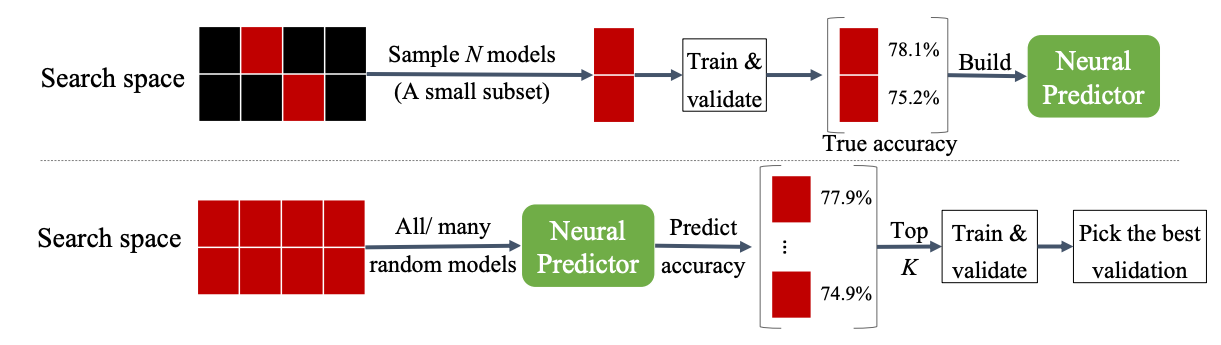 Search space
Sample N models
(A small subset)
Train &
validate
78.1%
75.2%
True accuracy
Build
Neural
Predictor
Search space
All/ many
random models
Neural
Predictor
Predict
accuracy
77.9%
...
74.9%
Top
K
Train &
validate
Pick the best
validation